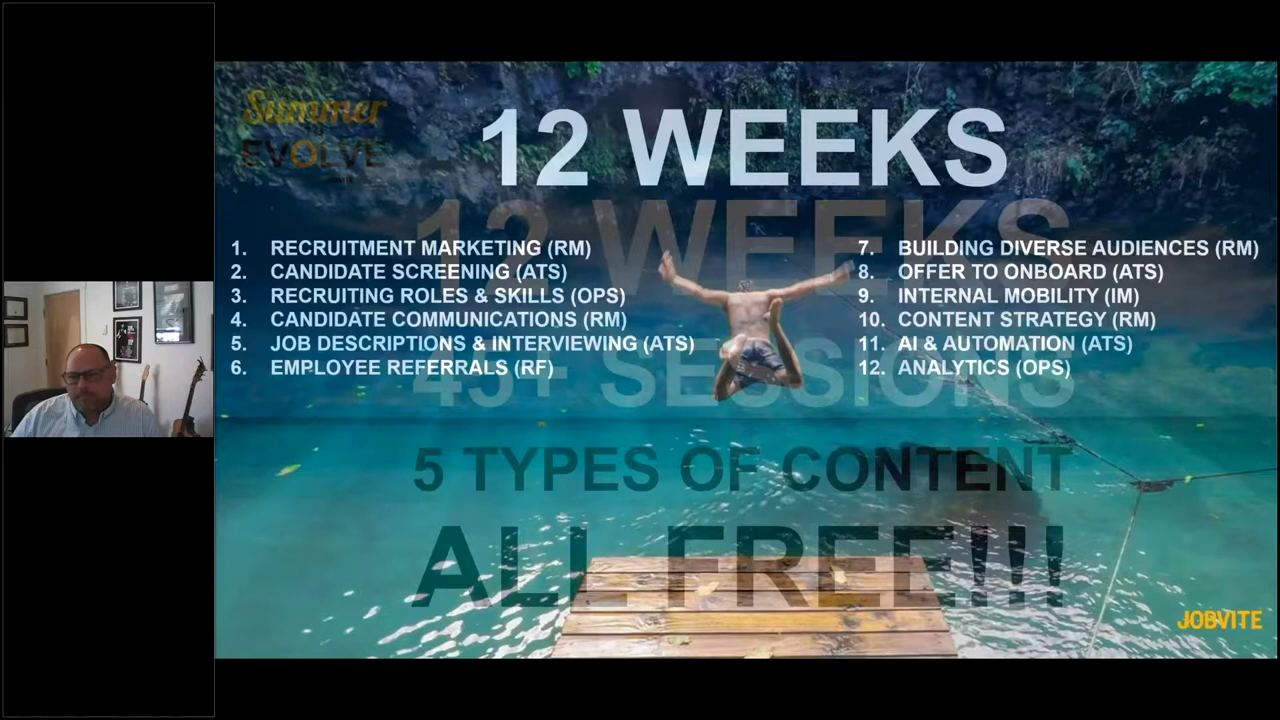 Summer
TO
EVOLVE
12 WEEKS
12 WEEKS
1. RECRUITMENT MARKETING (RM)
2. CANDIDATE SCREENING (ATS)
3. RECRUITING ROLES & SKILLS (OPS)
4. CANDIDATE COMMUNICATIONS (RM)
5. JOB DESCRIPTIONS & INTERVIEWING (ATS)
6. EMPLOYEE REFERRALS (RF)
7. BUILDING DIVERSE AUDIENCES (RM)
8. OFFER TO ONBOARD (ATS)
9. INTERNAL MOBILITY (IM)
10. CONTENT STRATEGY (RM)
11. AI & AUTOMATION (ATS)
12. ANALYTICS (OPS)
45+ SESSIONS
5 TYPES OF CONTENT
ALL FREE!!!
JOBVITE